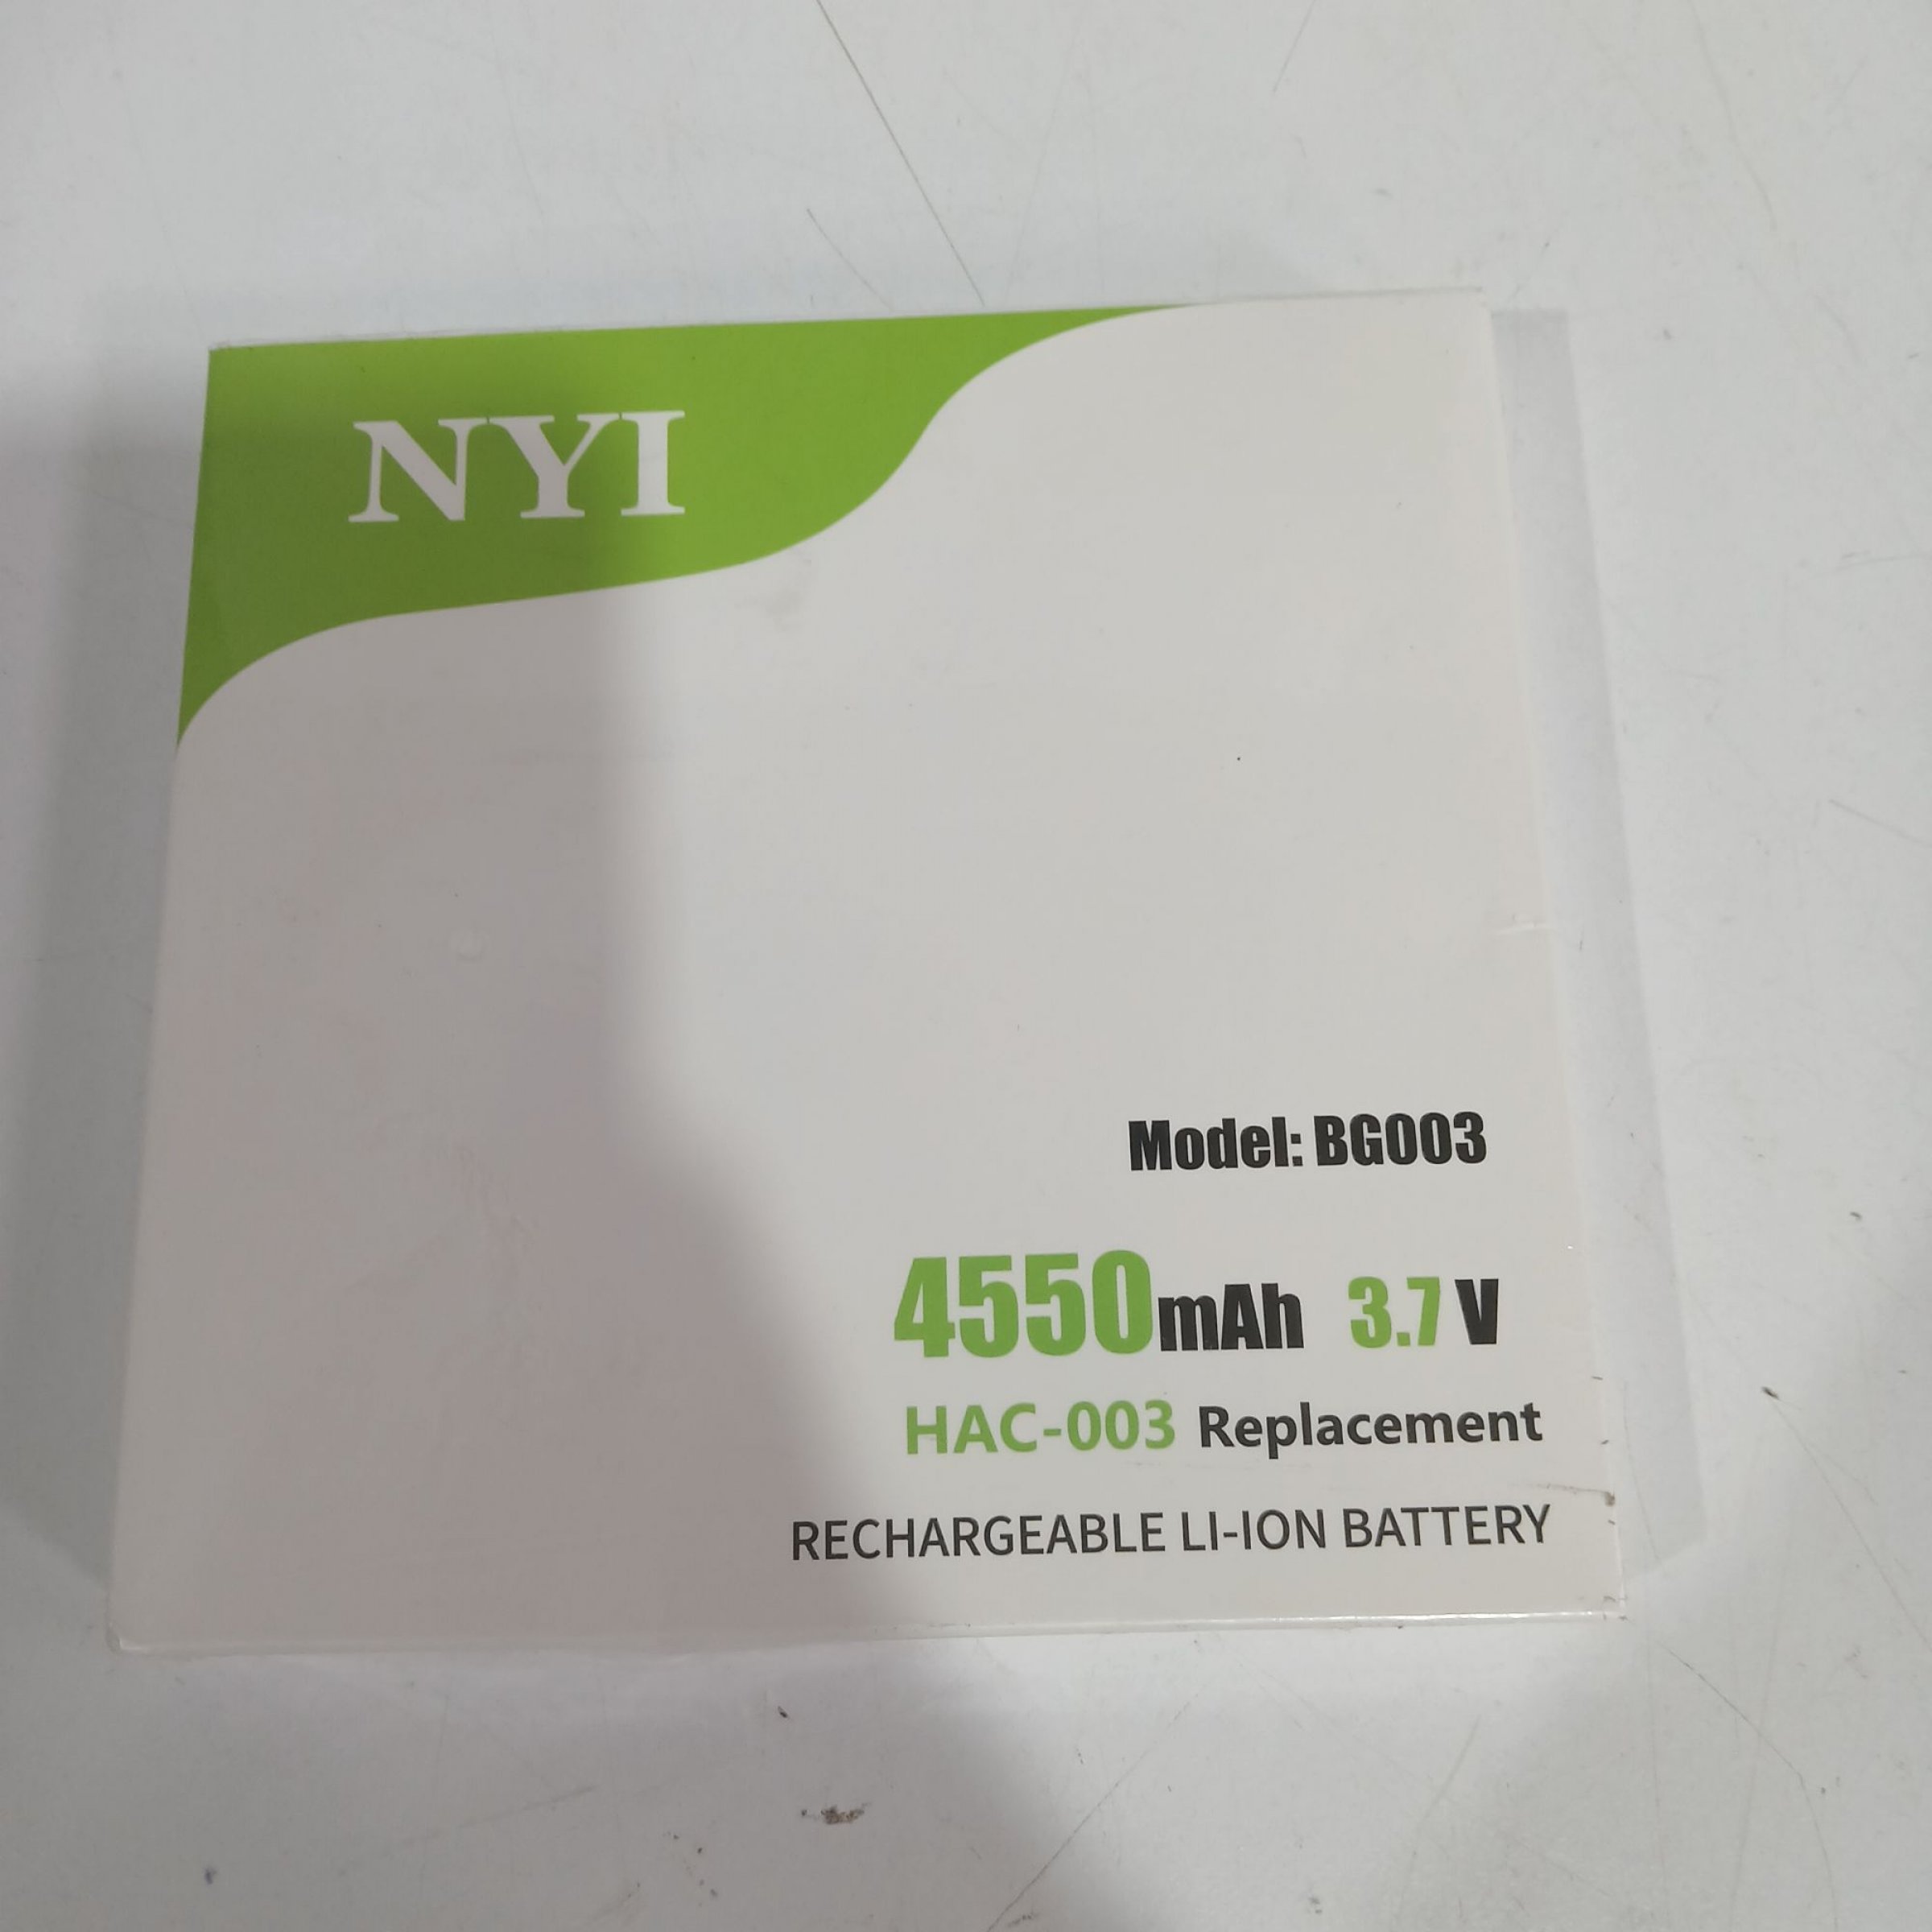 NYI
Model: BG003
4550mAh 3.7V
HAC-003 Replacement
RECHARGEABLE LI-ION BATTERY